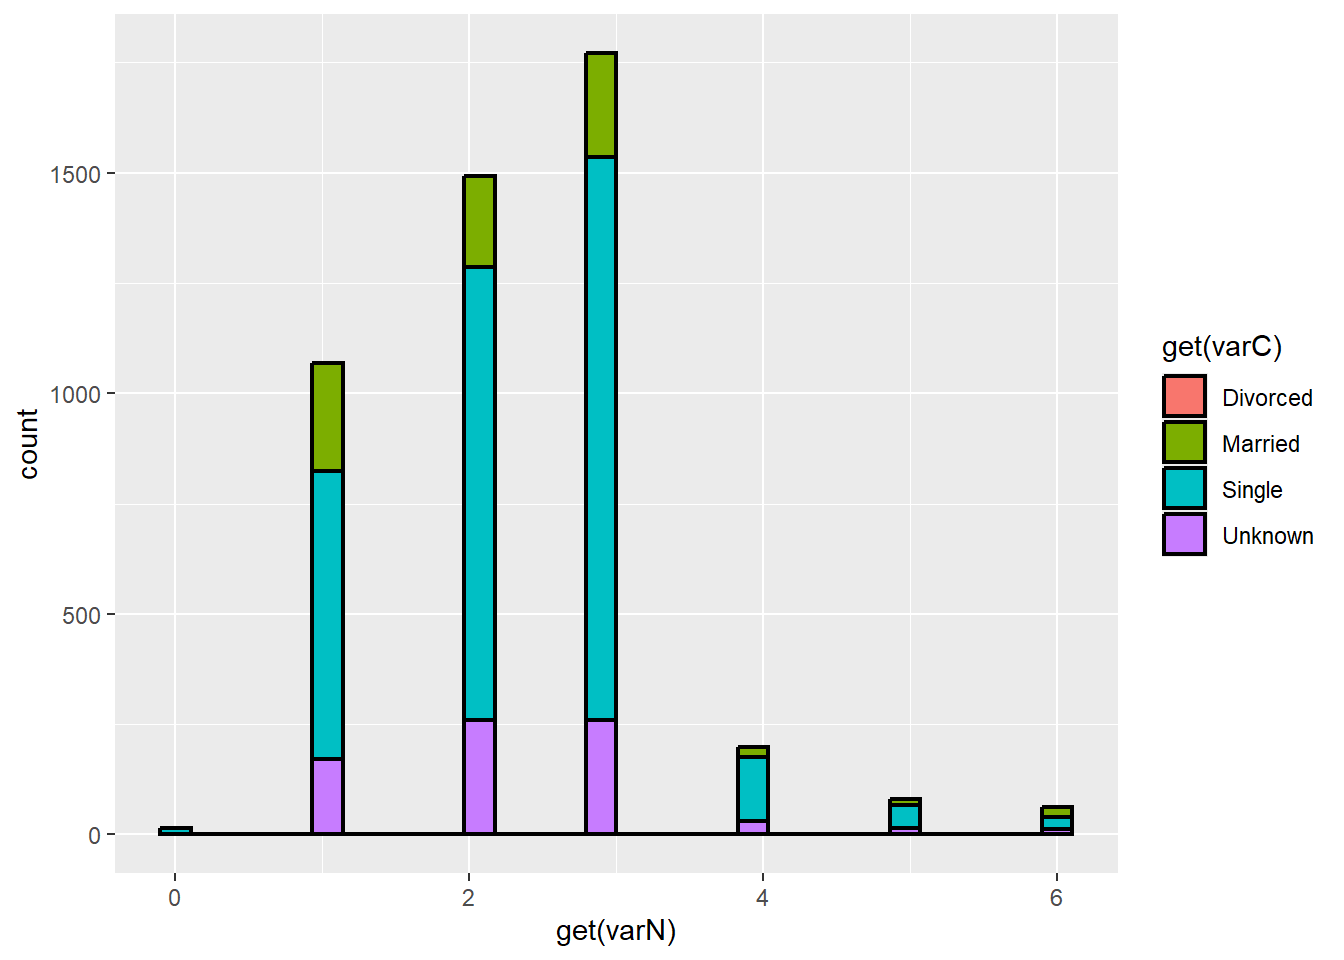 1500
1000
500
0
count
0 2 4 6
get(varN)
get(varC)
Divorced
Married
Single
Unknown